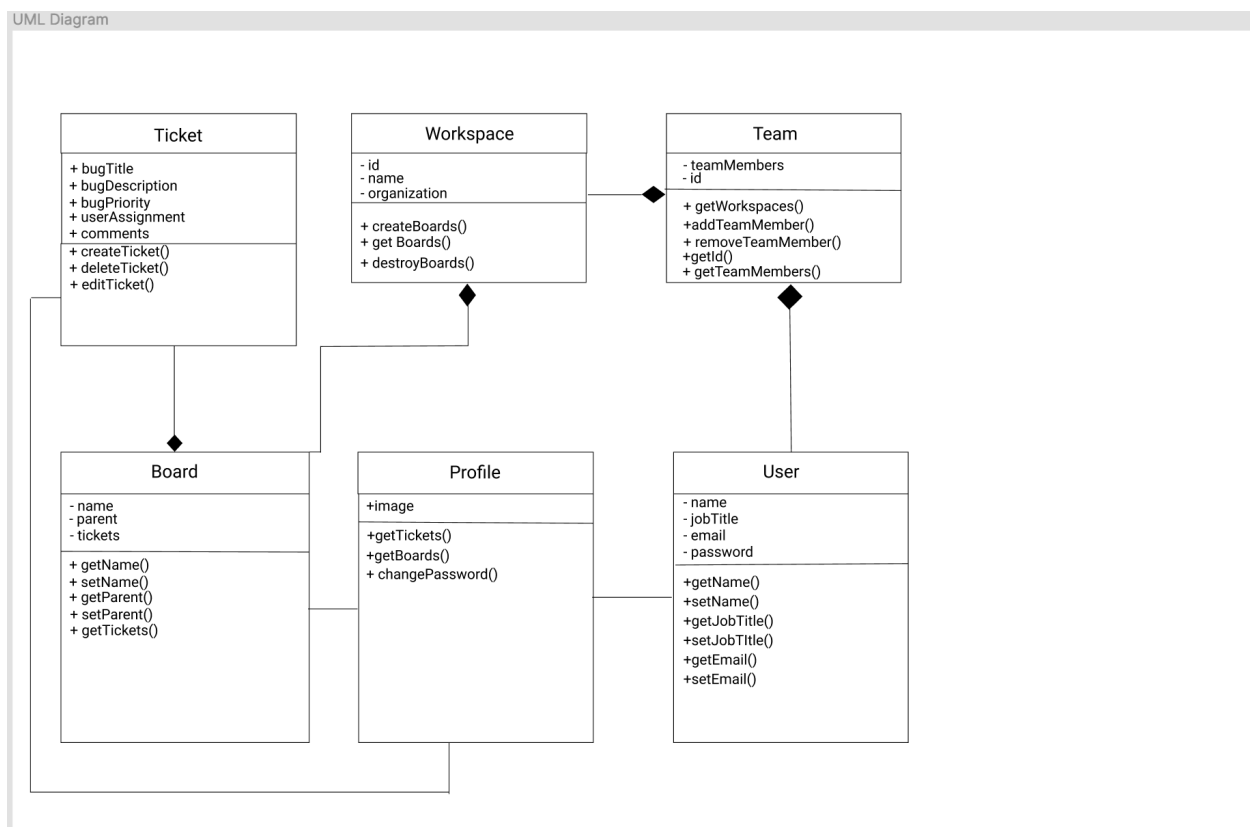 UML Diagram
Ticket
+ bugTitle
+ bugDescription
+ bugPriority
+ userAssignment
+ comments
+ createTicket()
+ deleteTicket()
+ editTicket()
Workspace
- id
- name
- organization
+ createBoards()
+ get Boards()
+ destroyBoards()
Team
- teamMembers
- id
+ getWorkspaces()
+addTeamMember()
+ removeTeamMember()
+getId()
+ getTeamMembers()
Board
- name
- parent
- tickets
+ getName()
+ setName()
+ getParent()
+ setParent()
+ getTickets()
Profile
+image
+getTickets()
+getBoards()
+ changePassword()
User
- name
- jobTitle
- email
- password
+getName()
+setName()
+getJobTitle()
+setJobTItle()
+getEmail()
+setEmail()